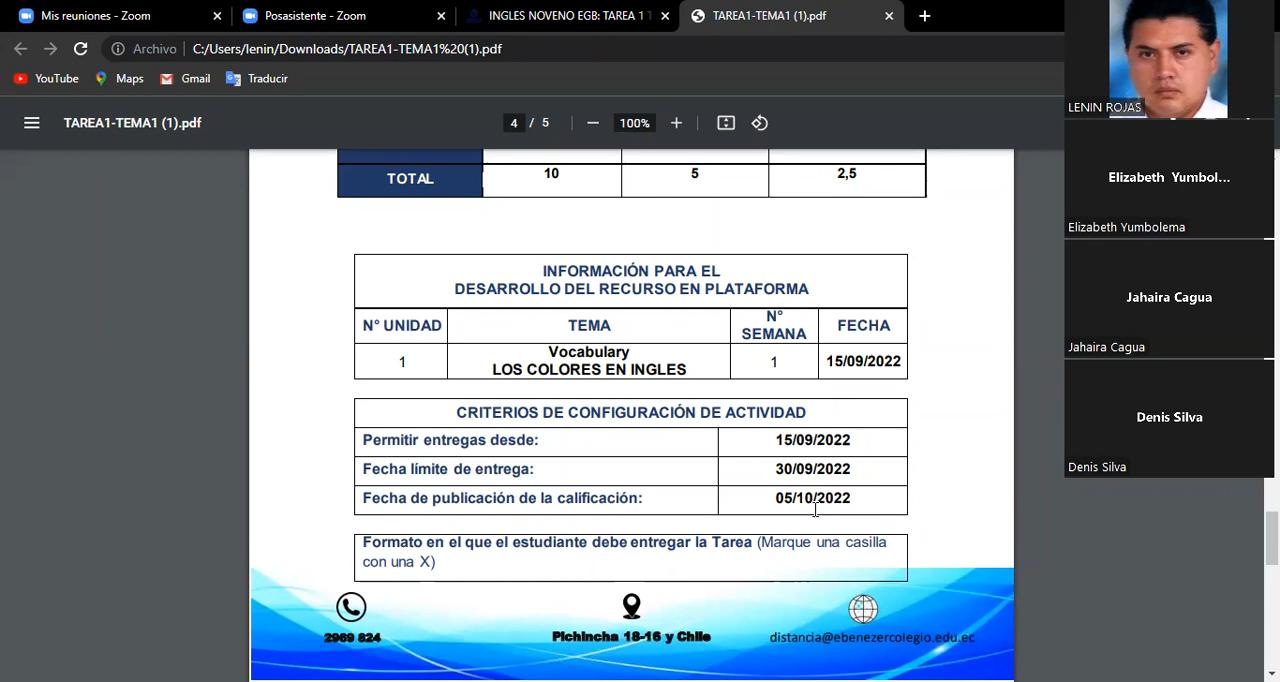 Mis reuniones - Zoom
Posasistente - Zoom
INGLES NOVENO EGB: TAREA 1 T
TAREA1-TEMA1 (1).pdf
Archivo
C:/Users/lenin/Downloads/TAREA1-TEMA1%20(1).pdf
YouTube
Maps
Gmail
Traducir
TAREA1-TEMA1 (1).pdf
4 / 5
100%
TOTAL 10 5 2,5
INFORMACIÓN PARA EL
DESARROLLO DEL RECURSO EN PLATAFORMA
N° UNIDAD TEMA N° SEMANA FECHA
1 Vocabulary LOS COLORES EN INGLES 1 15/09/2022
CRITERIOS DE CONFIGURACIÓN DE ACTIVIDAD
Permitir entregas desde: 15/09/2022
Fecha límite de entrega: 30/09/2022
Fecha de publicación de la calificación: 05/10/2022
Formato en el que el estudiante debe entregar la Tarea (Marque una casilla
con una X)
2969 824
Pichincha 18-16 y Chile
distancia@ebenezercolegio.edu.ec
LENIN ROJAS
Elizabeth Yumbol...
Elizabeth Yumbolema
Jahaira Cagua
Jahaira Cagua
Denis Silva
Denis Silva